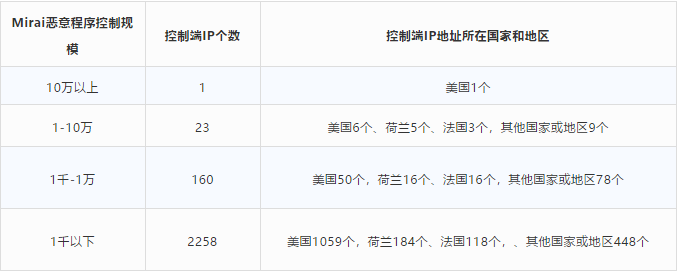 Mirai恶意程序控制规
模
控制端IP个数
控制端IP地址所在国家和地区
10万以上
1
美国1个
1-10万
23
美国6个、荷兰5个、法国3个，其他国家或地区9个
1千-1万
160
美国50个，荷兰16个、法国16个，其他国家或地区78个
1千以下
2258
美国1059个，荷兰184个、法国118个，、其他国家或地区448个